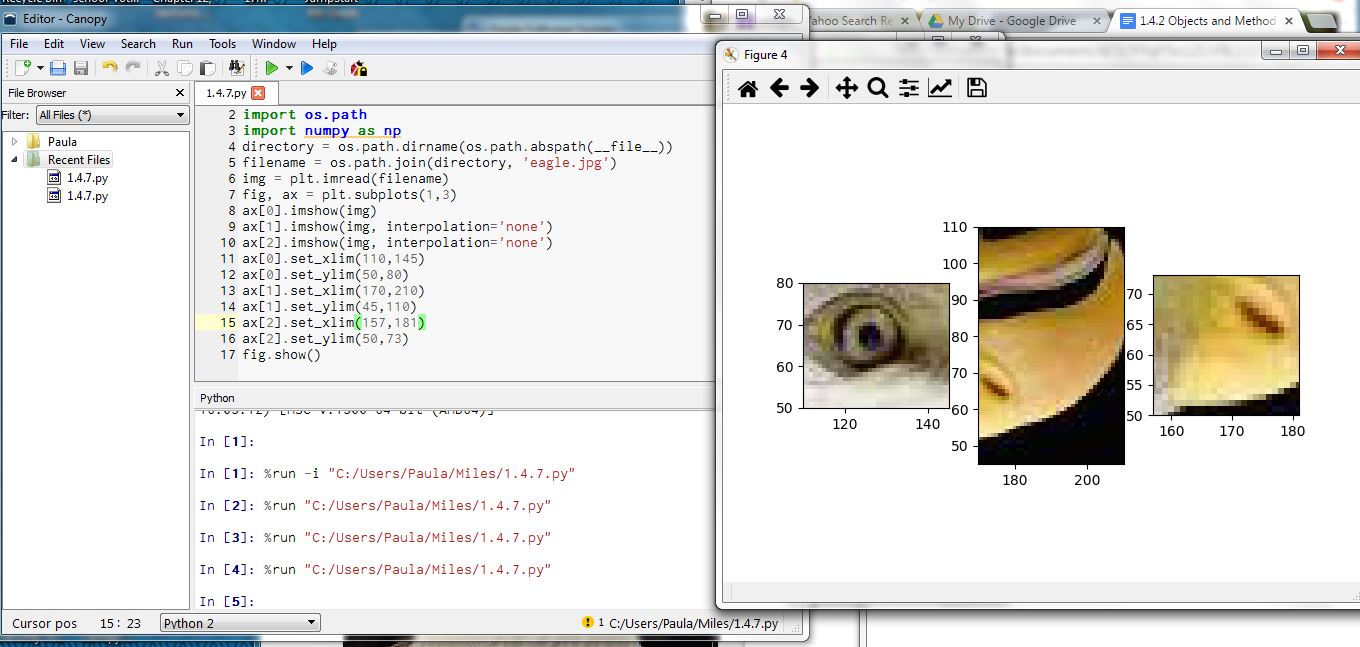 Editor - Canopy
File Edit View Search Run Tools Window Help
File Browser
Filter: All Files (*)
Paula
Recent Files
1.4.7.py
1.4.7.py
1.4.7.py
2 import os.path
3 import numpy as np
4 directory = os.path.dirname(os.path.abspath(__file__))
5 filename = os.path.join(directory, 'eagle.jpg')
6 img = plt.imread(filename)
7 fig, ax = plt.subplots(1,3)
8 ax[0].imshow(img)
9 ax[1].imshow(img, interpolation='none')
10 ax[2].imshow(img, interpolation='none')
11 ax[0].set_xlim(110,145)
12 ax[0].set_ylim(50,80)
13 ax[1].set_xlim(170,210)
14 ax[1].set_ylim(45,110)
15 ax[2].set_xlim(157,181)
16 ax[2].set_ylim(50,73)
17 fig.show()
Python
In [1]:
In [1]: %run -i "C:/Users/Paula/Miles/1.4.7.py"
In [2]: %run "C:/Users/Paula/Miles/1.4.7.py"
In [3]: %run "C:/Users/Paula/Miles/1.4.7.py"
In [4]: %run "C:/Users/Paula/Miles/1.4.7.py"
In [5]:
Cursor pos 15: 23 Python 2 1 C:/Users/Paula/Miles/1.4.7.py
ahoo Search Re My Drive - Google Drive 1.4.2 Objects and Method
Figure 4
80
70
60
50
120 140
110
100
90
80
70
60
50
180 200
70
65
60
55
50
160 170 180